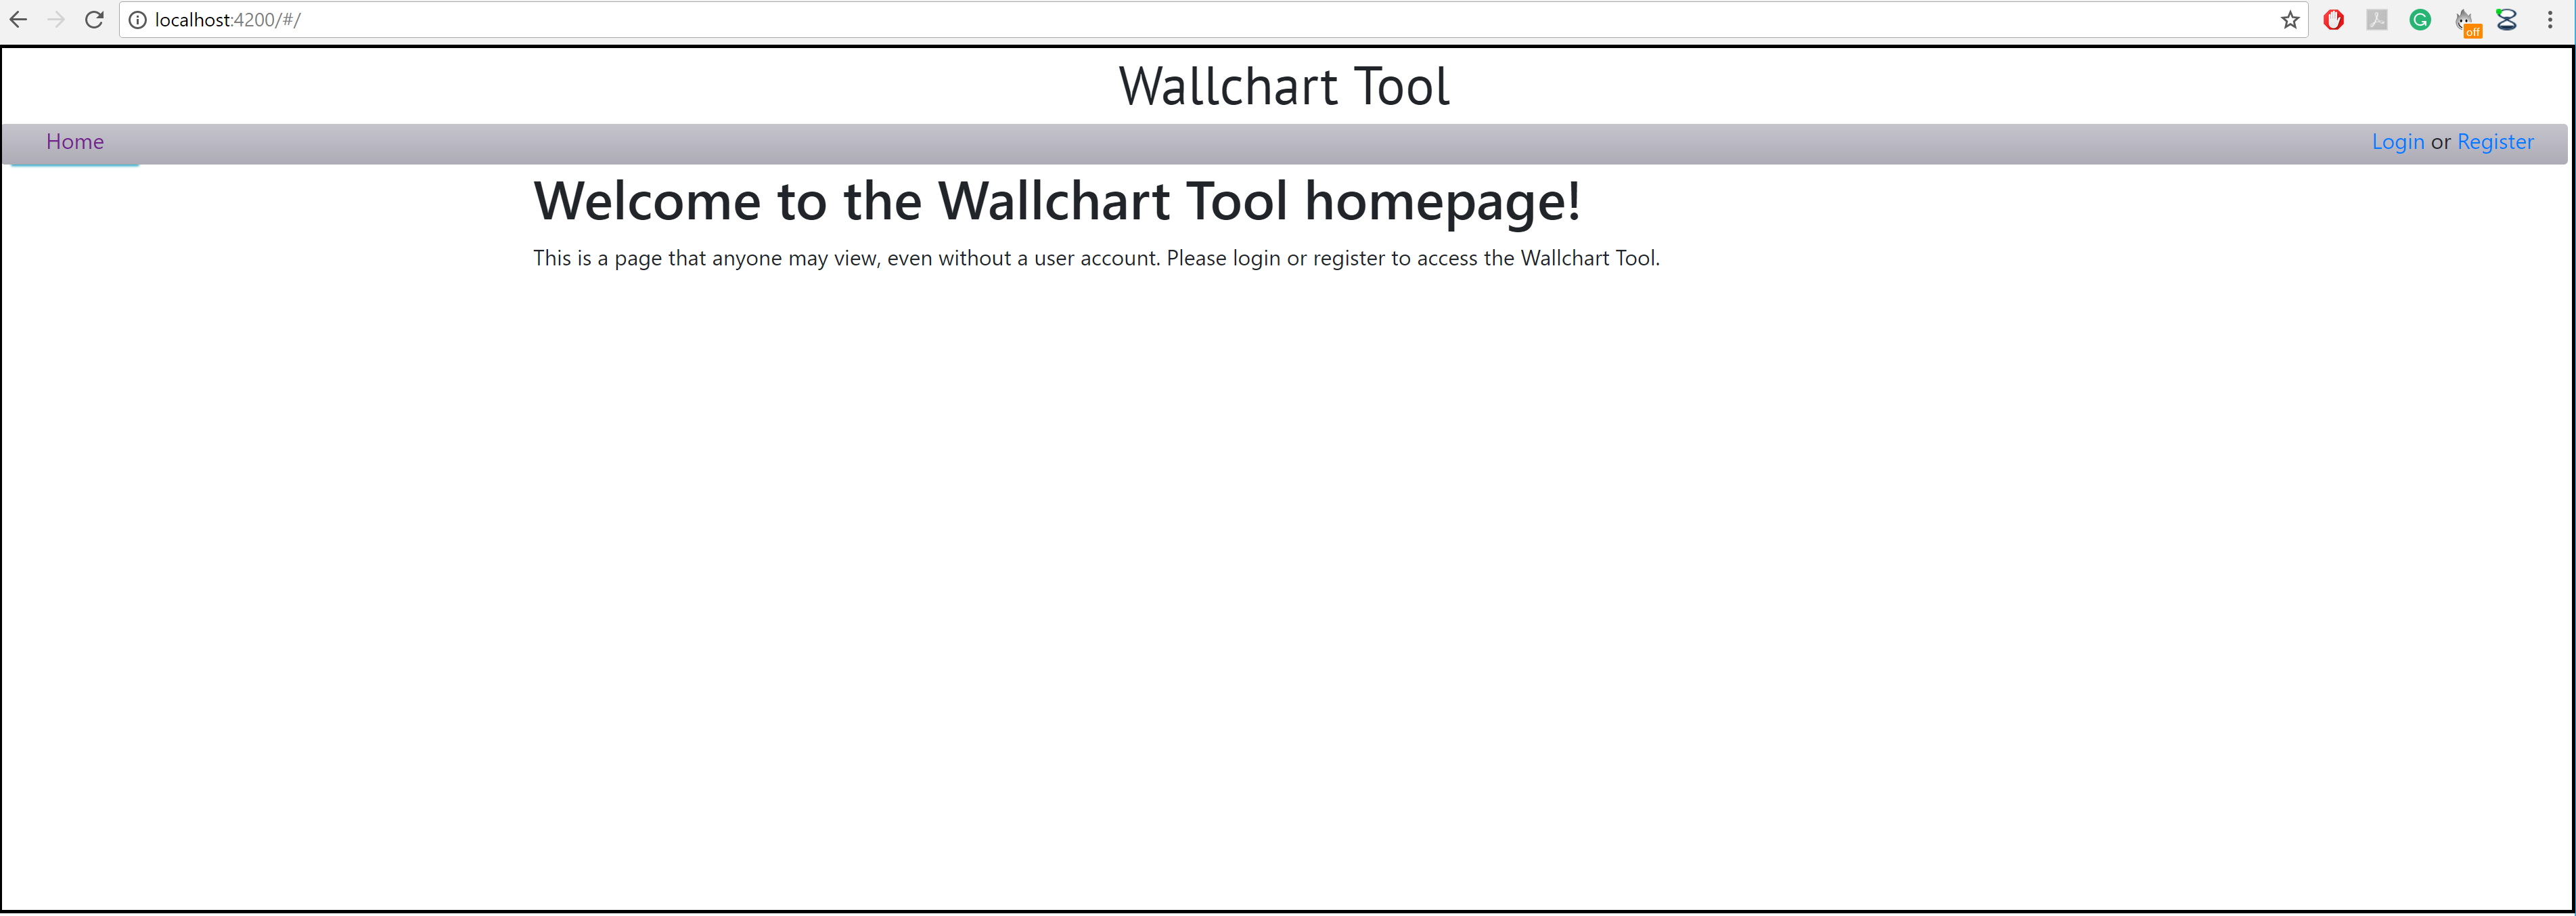 localhost:4200/#/
off
Wallchart Tool
Home Login or Register
Welcome to the Wallchart Tool homepage!
This is a page that anyone may view, even without a user account. Please login or register to access the Wallchart Tool.